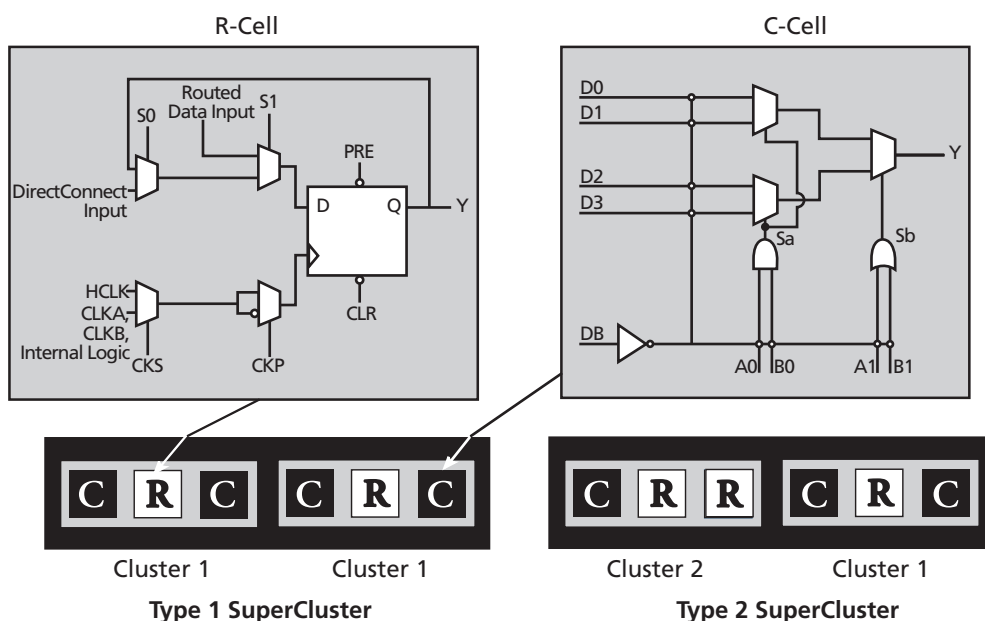 R-Cell
S0
Routed
Data Input
S1
PRE
DirectConnect
Input
D
Q
Y
HCLK
CLKA,
CLKB,
Internal Logic
CKS
CKP
CLR
C-Cell
D0
D1
D2
D3
Y
Sa
Sb
DB
A0
B0
A1
B1
C
R
C
C
R
C
Cluster 1
Cluster 1
Type 1 SuperCluster
C
R
R
C
R
C
Cluster 2
Cluster 1
Type 2 SuperCluster